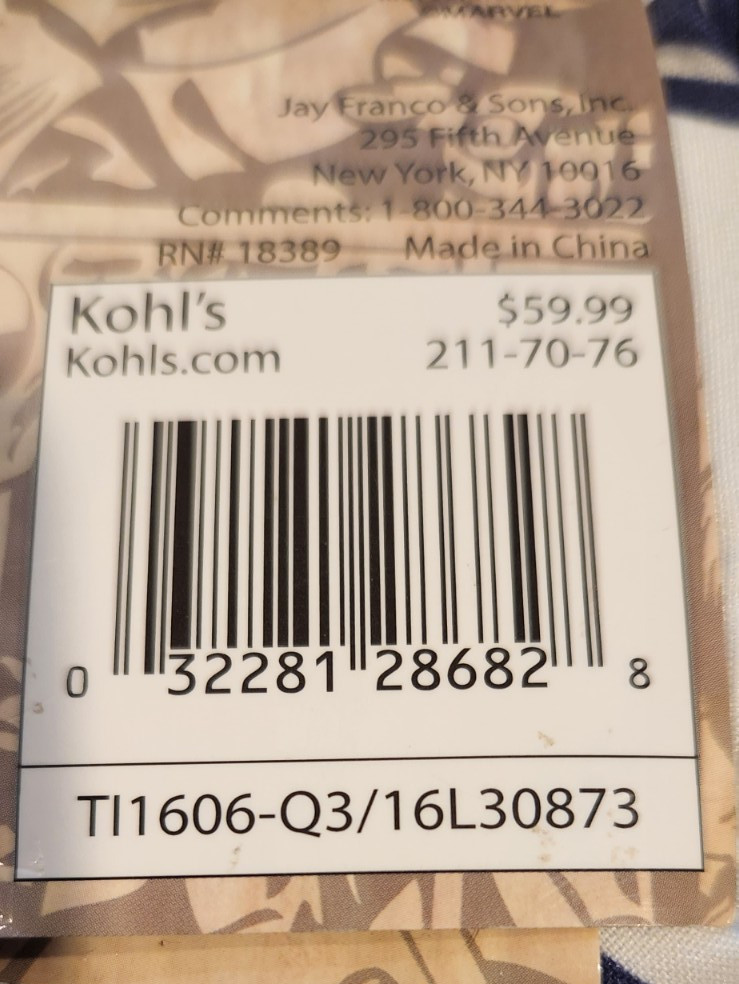 ©MARVEL
Jay Franco & Sons, Inc.
295 Fifth Avenue
New York, NY 10016
Comments: 1-800-344-3022
RN# 18389 Made in China
Kohl's $59.99
Kohls.com 211-70-76
0 32281 28682 8
TI1606-Q3/16L30873